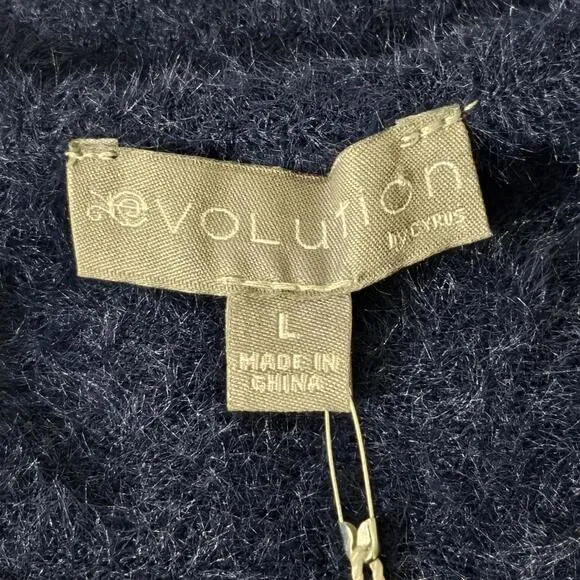 evolution
by CYRUS
L
MADE IN
CHINA